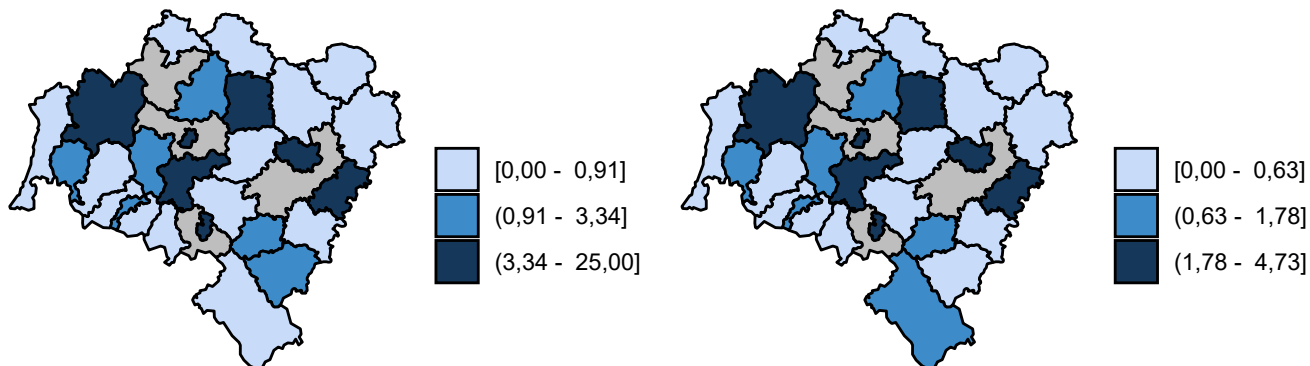 [0,00 - 0,91]
(0,91 - 3,34]
(3,34 - 25,00]
[0,00 - 0,63]
(0,63 - 1,78]
(1,78 - 4,73]